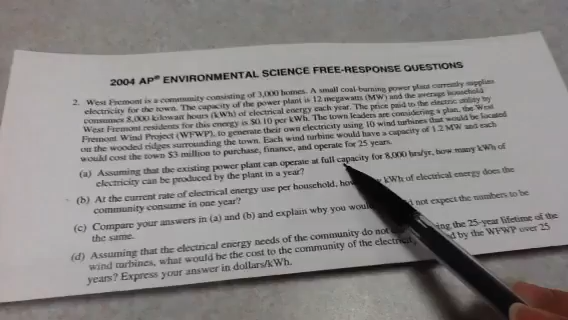 2004 AP® ENVIRONMENTAL SCIENCE FREE-RESPONSE QUESTIONS
2. West Fremont is a community consisting of 3,000 homes. A small coal-burning power plant currently supplies
electricity for the town. The capacity of the power plant is 12 megawatts (MW) and the average household
consumes 8,000 kilowatt hours (kWh) of electrical energy each year. The price paid to the electric utility by
West Fremont residents for this energy is $0.10 per kWh. The town leaders are considering a plan, the West
Fremont Wind Project (WFWP), to generate their own electricity using 10 wind turbines that would be located
on the wooded ridges surrounding the town. Each wind turbine would have a capacity of 1.2 MW and each
would cost the town $3 million to purchase, finance, and operate for 25 years.
(a) Assuming that the existing power plant can operate at full capacity for 8,000 hrs/yr, how many kWh of
electricity can be produced by the plant in a year?
(b) At the current rate of electrical energy use per household, how kWh of electrical energy does the
community consume in one year?
(c) Compare your answers in (a) and (b) and explain why you would not expect the numbers to be
the same.
(d) Assuming that the electrical energy needs of the community do not the 25-year lifetime of the
wind turbines, what would be the cost to the community of the by the WFWP over 25
years? Express your answer in dollars/kWh.